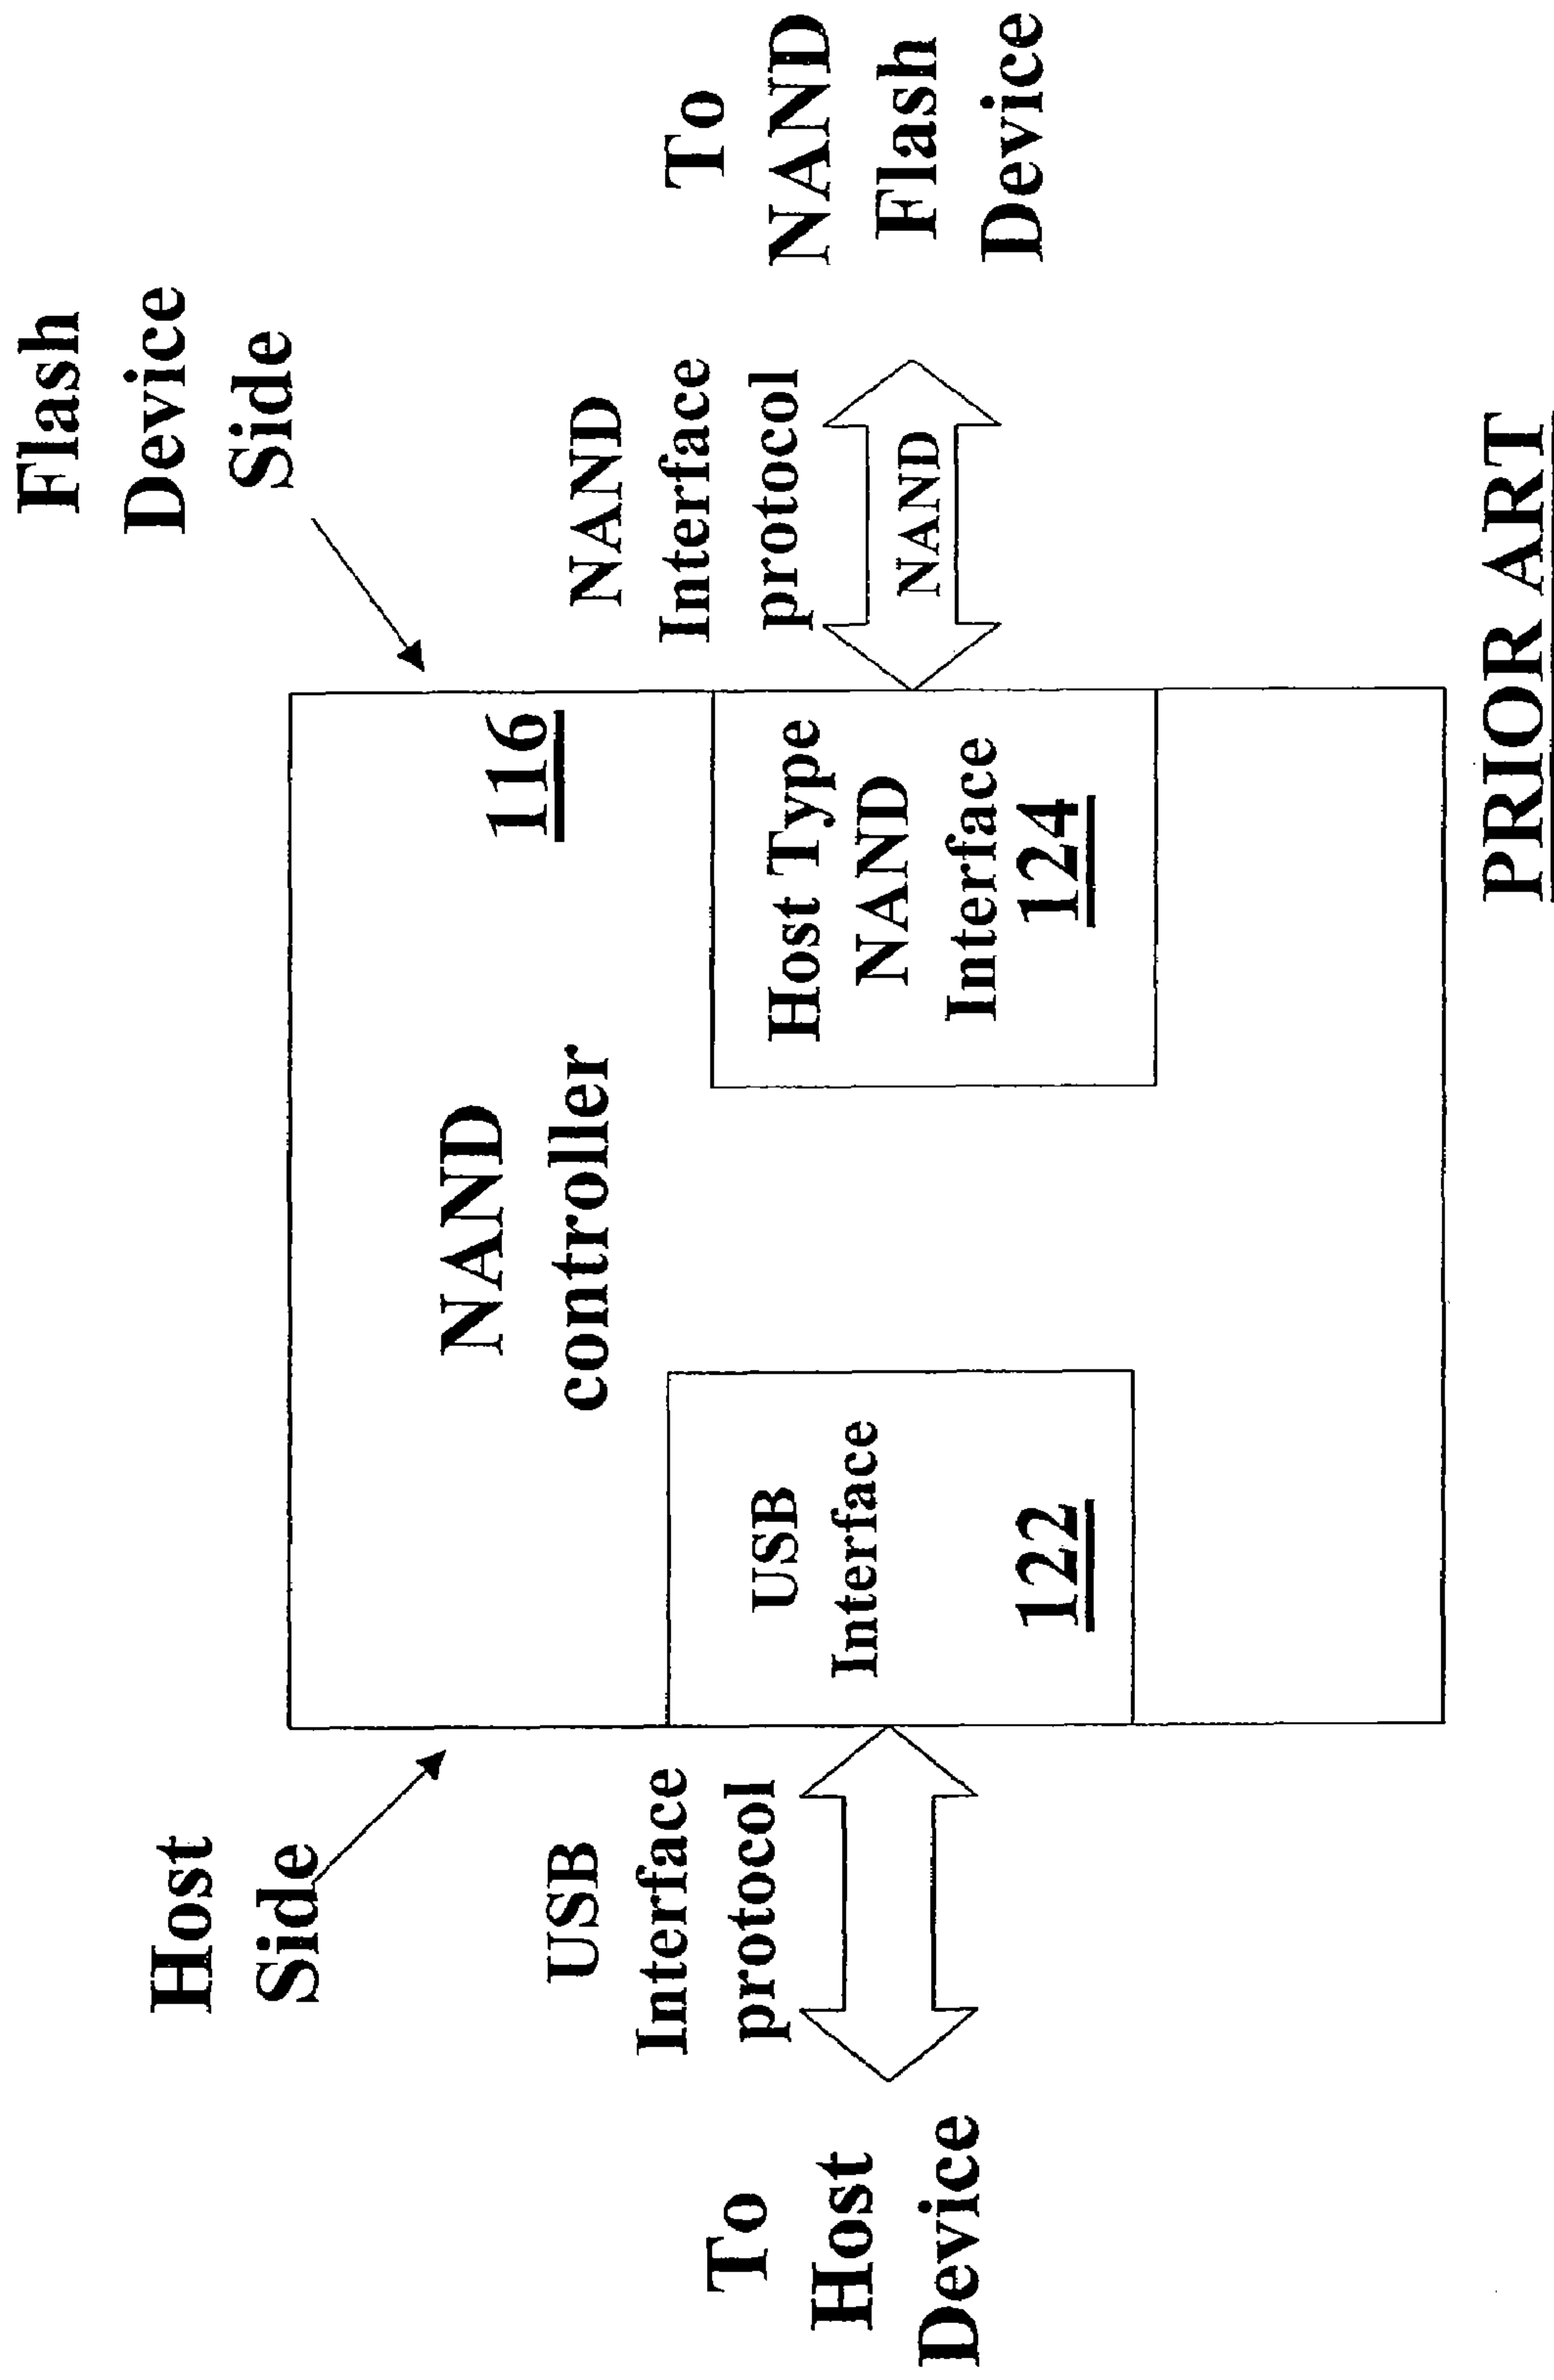 Host
Side
Flash
Device
Side
To
Host
Device
USB
Interface
protocol
NAND
controller
116
USB
Interface
122
Host Type
NAND
Interface
124
NAND
Interface
protocol
NAND
To
NAND
Flash
Device
PRIOR ART